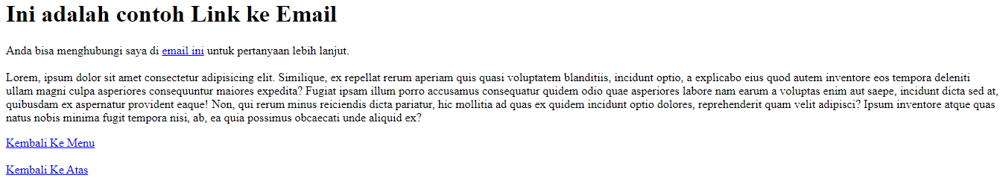 Ini adalah contoh Link ke Email
Anda bisa menghubungi saya di email ini untuk pertanyaan lebih lanjut.
Lorem, ipsum dolor sit amet consectetur adipisicing elit. Similique, ex repellat rerum aperiam quis quasi voluptatem blanditiis, incidunt optio, a explicabo eius quod autem inventore eos tempora deleniti
ullam magni culpa asperiores consequuntur maiores expedita? Fugiat ipsam illum porro accusamus consequatur quidem odio quae asperiores labore nam earum a voluptas enim aut saepe, incidunt dicta sed at,
quibusdam ex aspernatur provident eaque! Non, qui rerum minus reiciendis dicta pariatur, hic mollitia ad quas ex quidem incidunt optio dolores, reprehenderit quam velit adipisci? Ipsum inventore atque quas
natus nobis minima fugit tempora nisi, ab, ea quia possimus obcaecati unde aliquid ex?
Kembali Ke Menu
Kembali Ke Atas